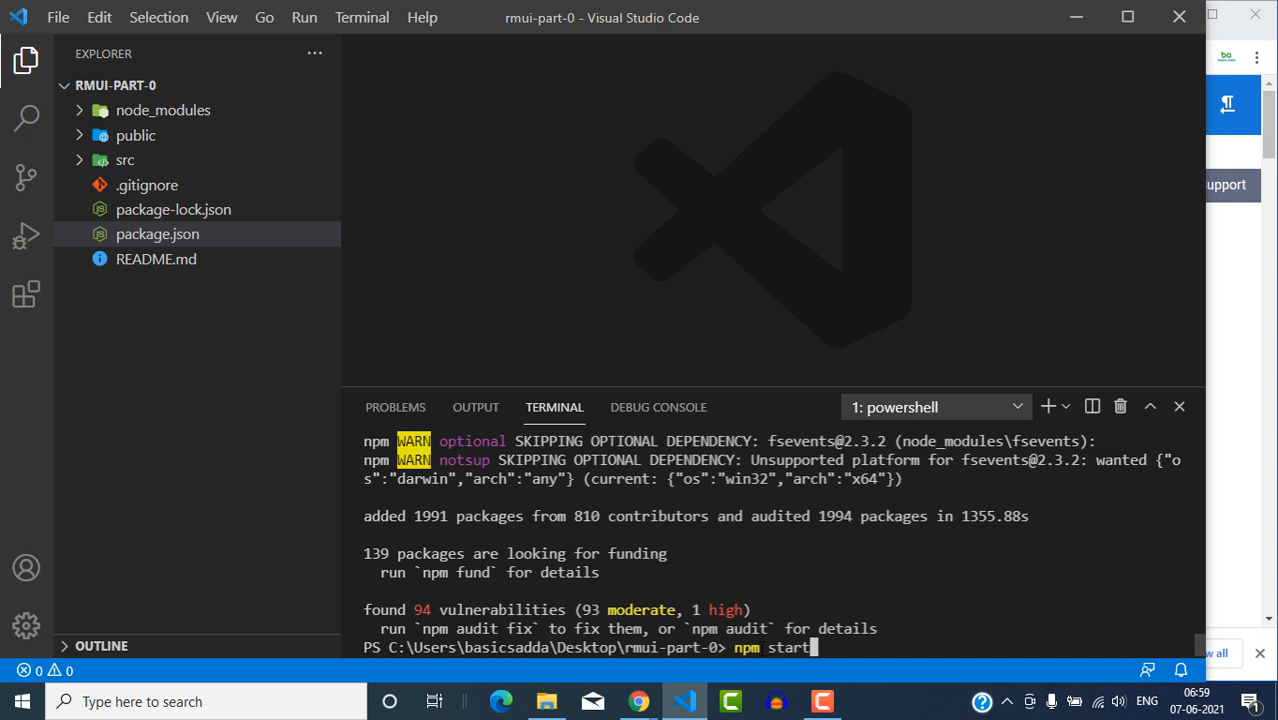 File Edit Selection View Go Run Terminal Help rmui-part-0 - Visual Studio Code
EXPLORER
RMUI-PART-0
node_modules
public
src
.gitignore
package-lock.json
package.json
README.md
OUTLINE
PROBLEMS OUTPUT TERMINAL DEBUG CONSOLE 1: powershell
npm WARN optional SKIPPING OPTIONAL DEPENDENCY: fsevents@2.3.2 (node_modules\fsevents):
npm WARN notsup SKIPPING OPTIONAL DEPENDENCY: Unsupported platform for fsevents@2.3.2: wanted {"o
s":"darwin","arch":"any"} (current: {"os":"win32","arch":"x64"})
added 1991 packages from 810 contributors and audited 1994 packages in 1355.88s
139 packages are looking for funding
run `npm fund` for details
found 94 vulnerabilities (93 moderate, 1 high)
run `npm audit fix` to fix them, or `npm audit` for details
PS C:\Users\basicsadda\Desktop\rmui-part-0> npm start
0 0
ba
upport
w all
Type here to search
ENG
06:59
07-06-2021
1